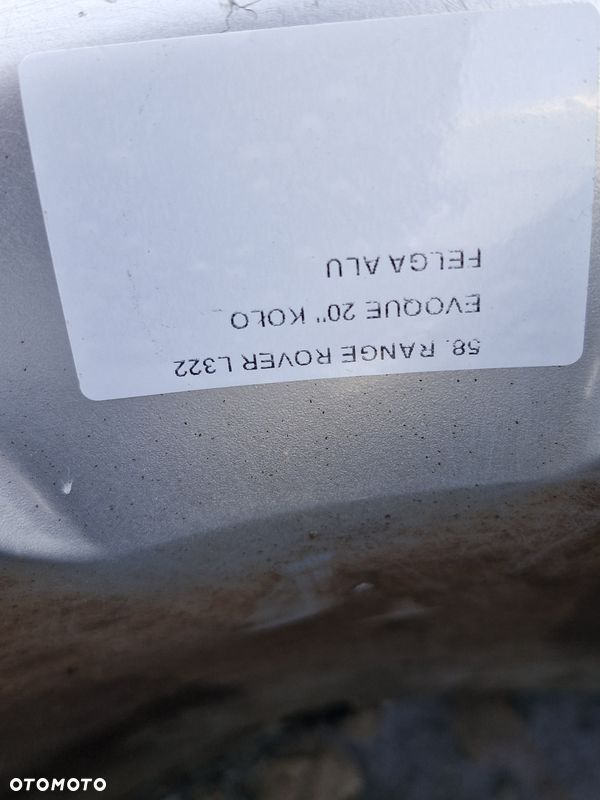 58. RANGE ROVER L322
EVOQUE 20" KOLO
FELGA ALU
OTOMOTO